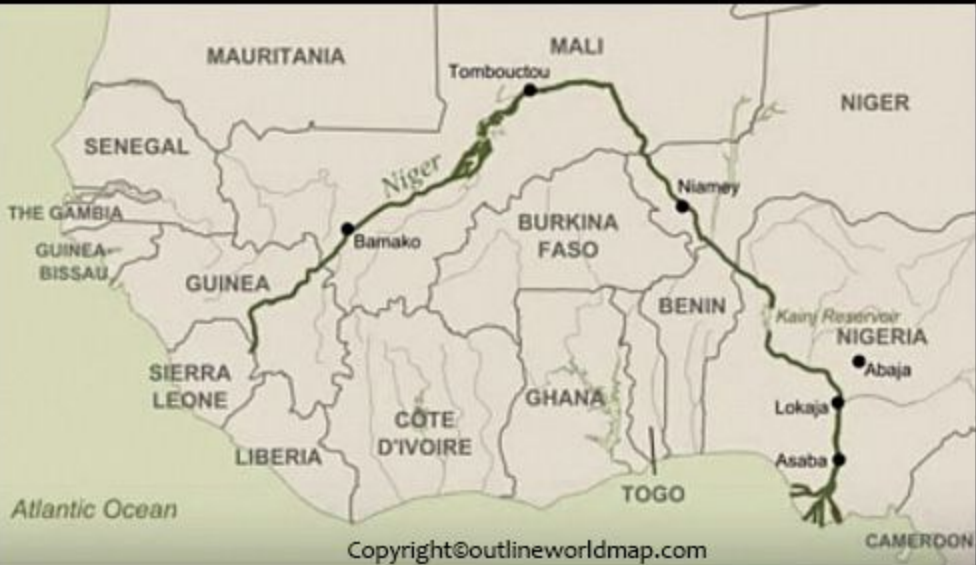 MAURITANIA
MALI
Tombouctou
NIGER
SENEGAL
Niger
Niamey
THE GAMBIA
BURKINA
FASO
Bamako
GUINEA-
BISSAU
GUINEA
BENIN
Kainj Reservoir
NIGERIA
Abaja
SIERRA
LEONE
GHANA
Lokaja
CÔTE
D'IVOIRE
LIBERIA
Asaba
TOGO
Atlantic Ocean
CAMEROON
Copyright©outlineworldmap.com